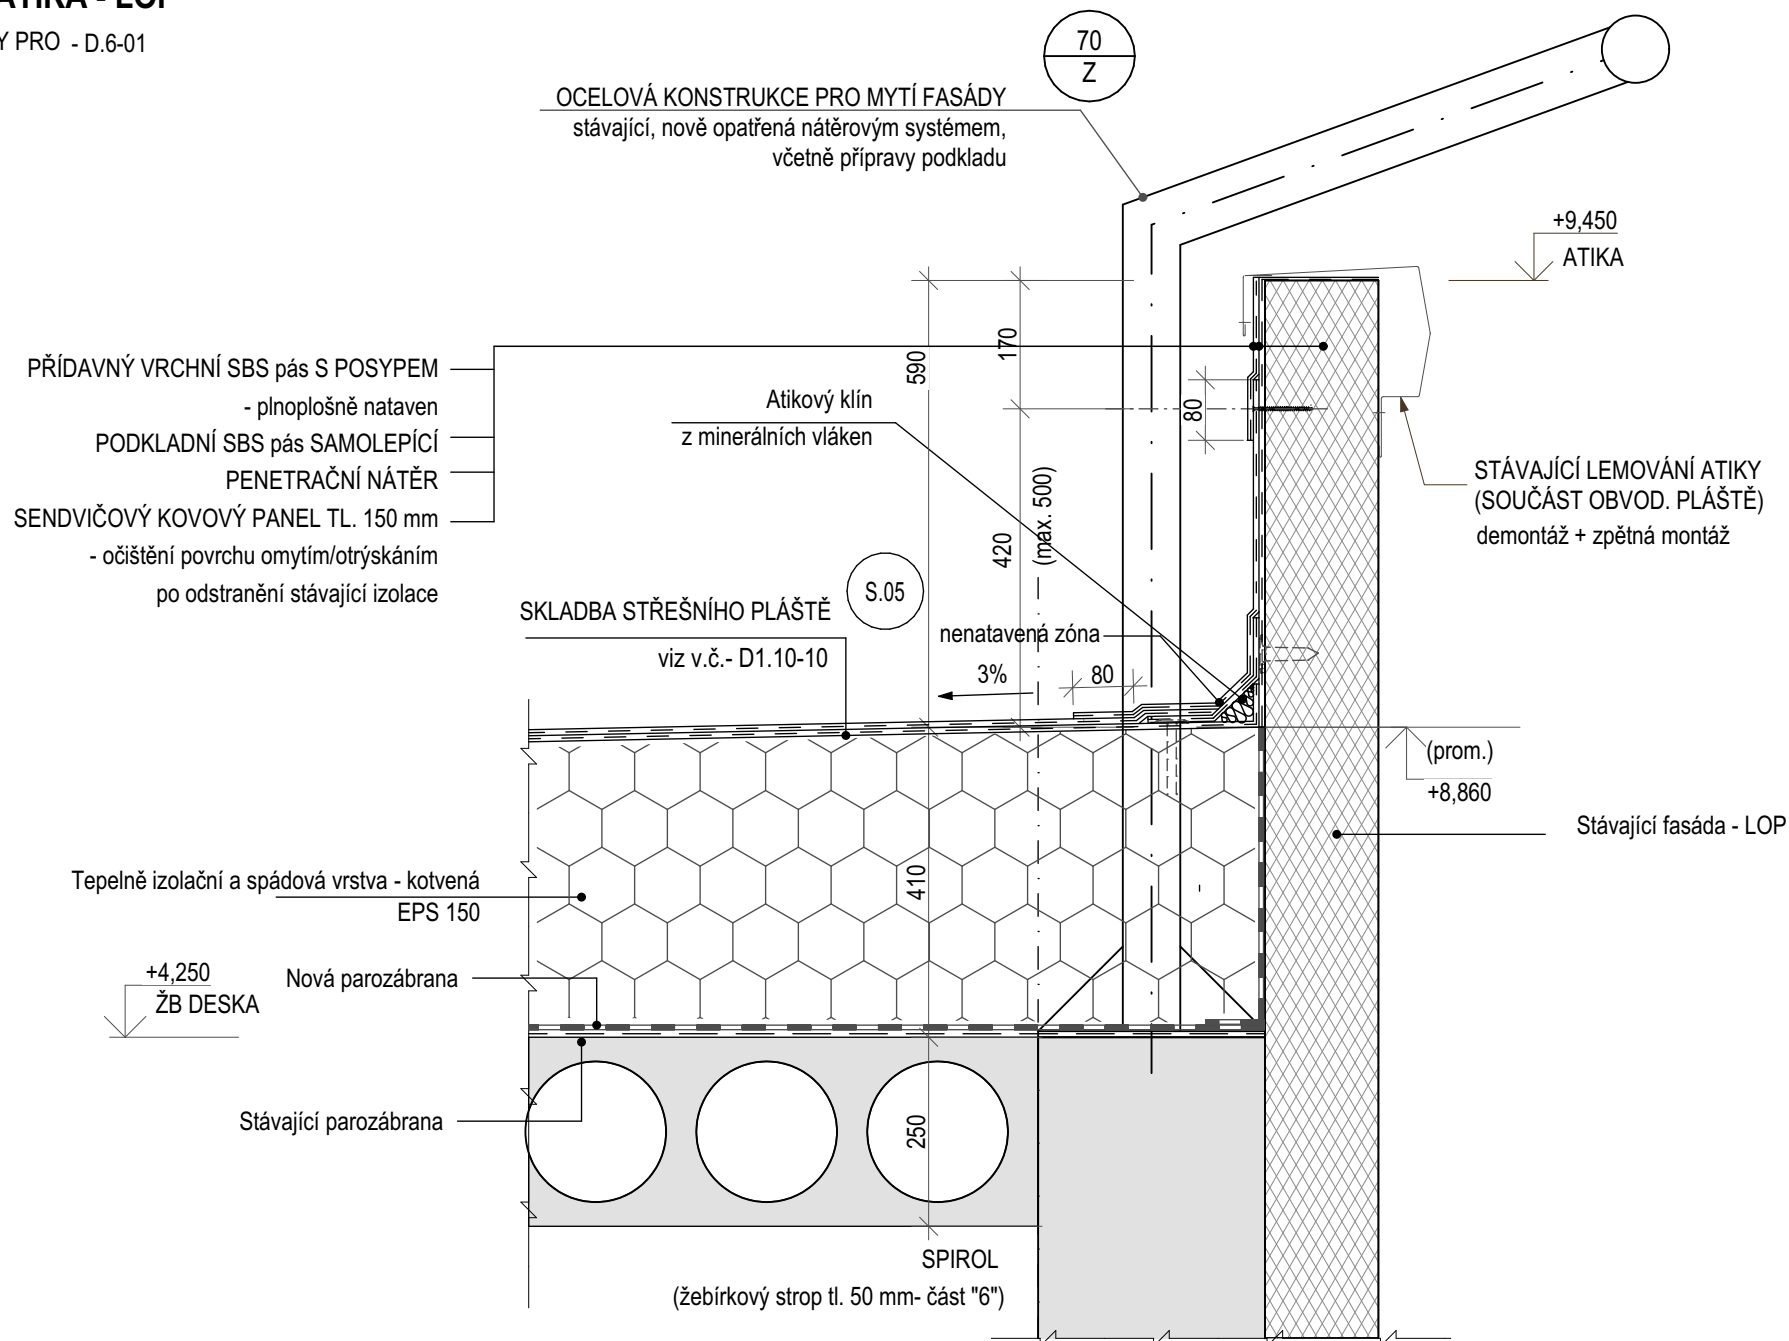 ATIKA - LOP
Y PRO - D.6-01
70
Z
OCELOVÁ KONSTRUKCE PRO MYTÍ FASÁDY
stávající, nově opatřená nátěrovým systémem,
včetně přípravy podkladu
+9,450
ATIKA
590
170
PŘÍDAVNÝ VRCHNÍ SBS pás S POSYPEM
- plnoplošně nataven
PODKLADNÍ SBS pás SAMOLEPÍCÍ
PENETRAČNÍ NÁTĚR
SENDVIČOVÝ KOVOVÝ PANEL TL. 150 mm
- očištění povrchu omytím/otrýskáním
po odstranění stávající izolace
Atikový klín
z minerálních vláken
80
420
(max. 500)
STÁVAJÍCÍ LEMOVÁNÍ ATIKY
(SOUČÁST OBVOD. PLÁŠTĚ)
demontáž + zpětná montáž
S.05
SKLADBA STŘEŠNÍHO PLÁŠTĚ
viz v.č.- D1.10-10
nenatavená zóna
3%
80
(prom.)
+8,860
Stávající fasáda - LOP
Tepelně izolační a spádová vrstva - kotvená
EPS 150
410
+4,250
ŽB DESKA
Nová parozábrana
Stávající parozábrana
250
SPIROL
(žebírkový strop tl. 50 mm- část "6")